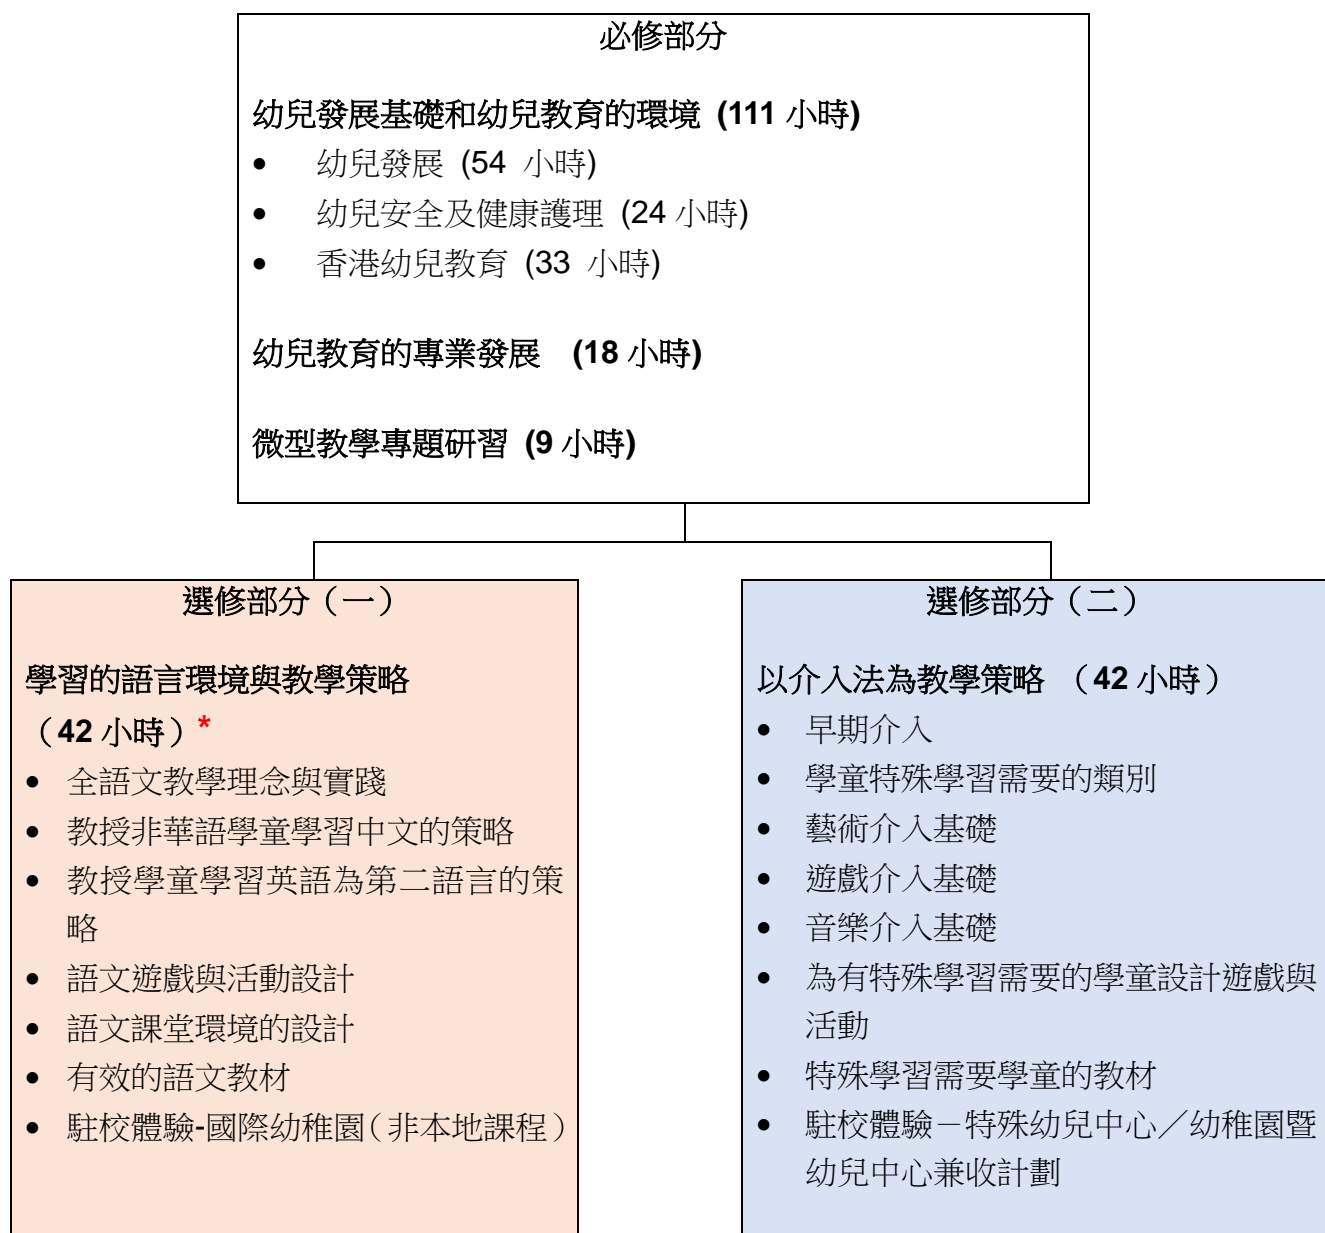 必修部分
幼兒發展基礎和幼兒教育的環境 (111 小時)
• 幼兒發展 (54 小時)
• 幼兒安全及健康護理 (24 小時)
• 香港幼兒教育 (33 小時)
幼兒教育的專業發展 (18 小時)
微型教學專題研習 (9 小時)
選修部分（一）
學習的語言環境與教學策略
（42 小時）*
• 全語文教學理念與實踐
• 教授非華語學童學習中文的策略
• 教授學童學習英語為第二語言的策
略
• 語文遊戲與活動設計
• 語文課堂環境的設計
• 有效的語文教材
• 駐校體驗-國際幼稚園（非本地課程）
選修部分（二）
以介入法為教學策略 （42 小時）
• 早期介入
• 學童特殊學習需要的類別
• 藝術介入基礎
• 遊戲介入基礎
• 音樂介入基礎
• 為有特殊學習需要的學童設計遊戲與
活動
• 特殊學習需要學童的教材
• 駐校體驗－特殊幼兒中心／幼稚園暨
幼兒中心兼收計劃